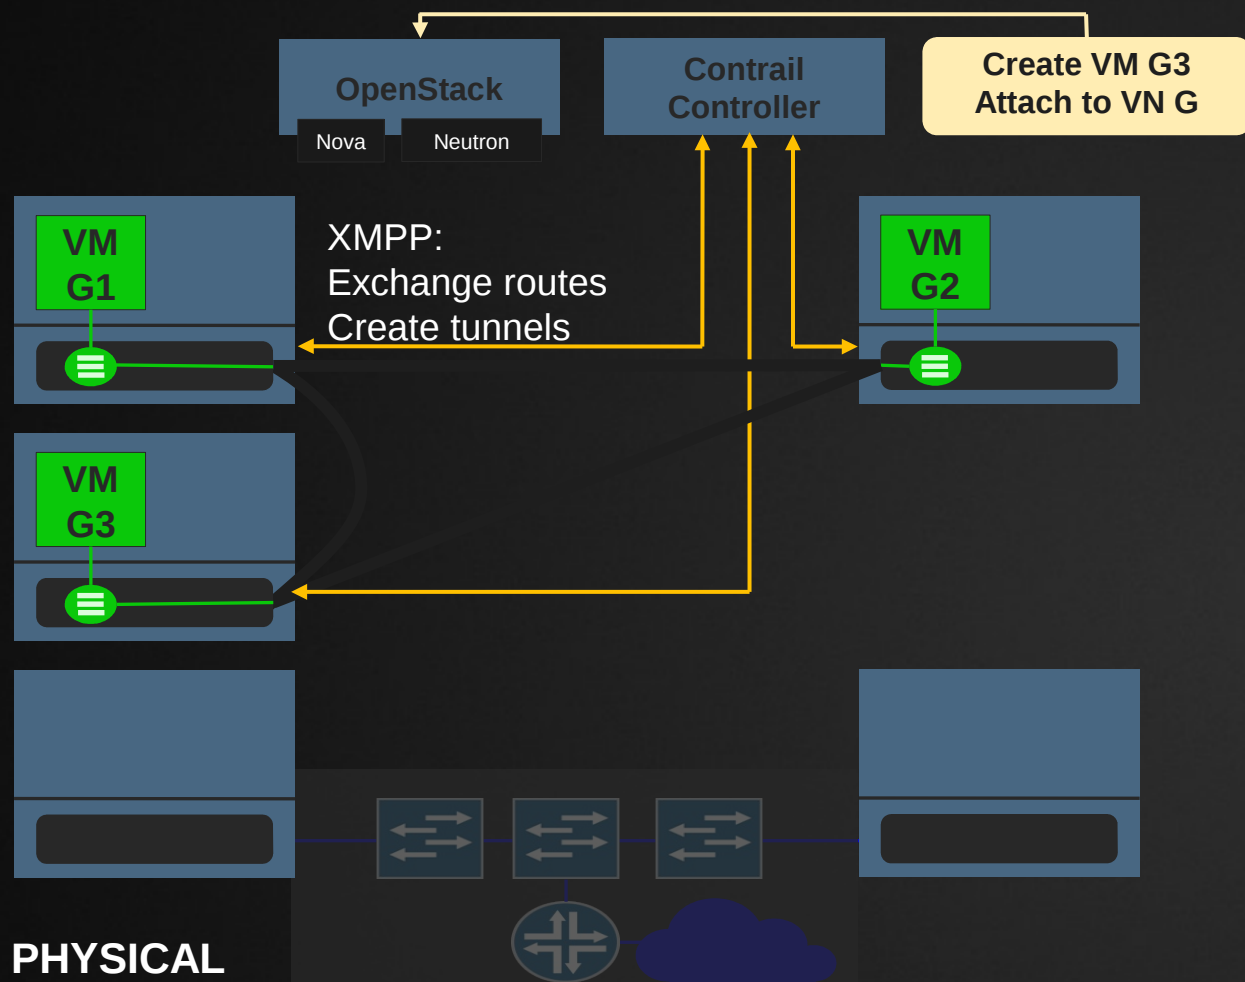 OpenStack
Nova
Neutron
Contrail
Controller
Create VM G3
Attach to VN G
VM
G1
XMPP:
Exchange routes
Create tunnels
VM
G2
VM
G3
PHYSICAL